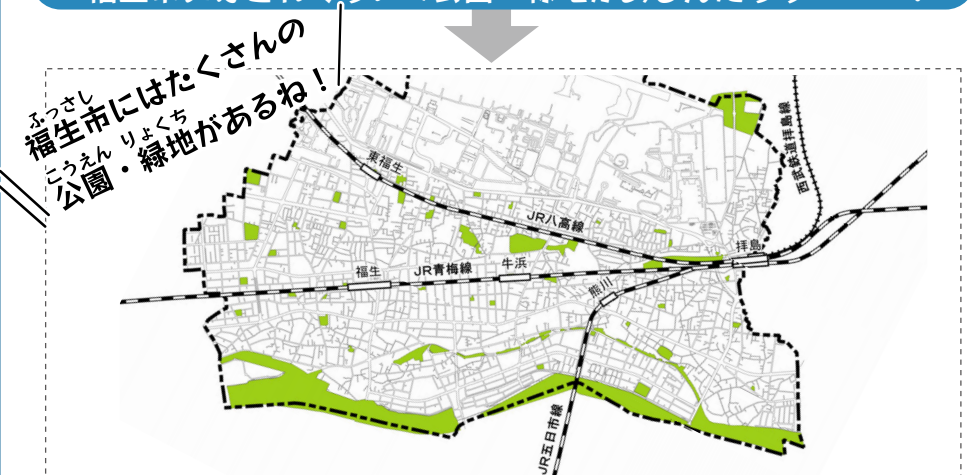 ふっさし
福生市にはたくさんの
こうえん りょくち
公園・緑地があるね！
東福生
JR八高線
西武鉄道拝島線
拝島
福生
JR青梅線
牛浜
熊川
JR五日市線